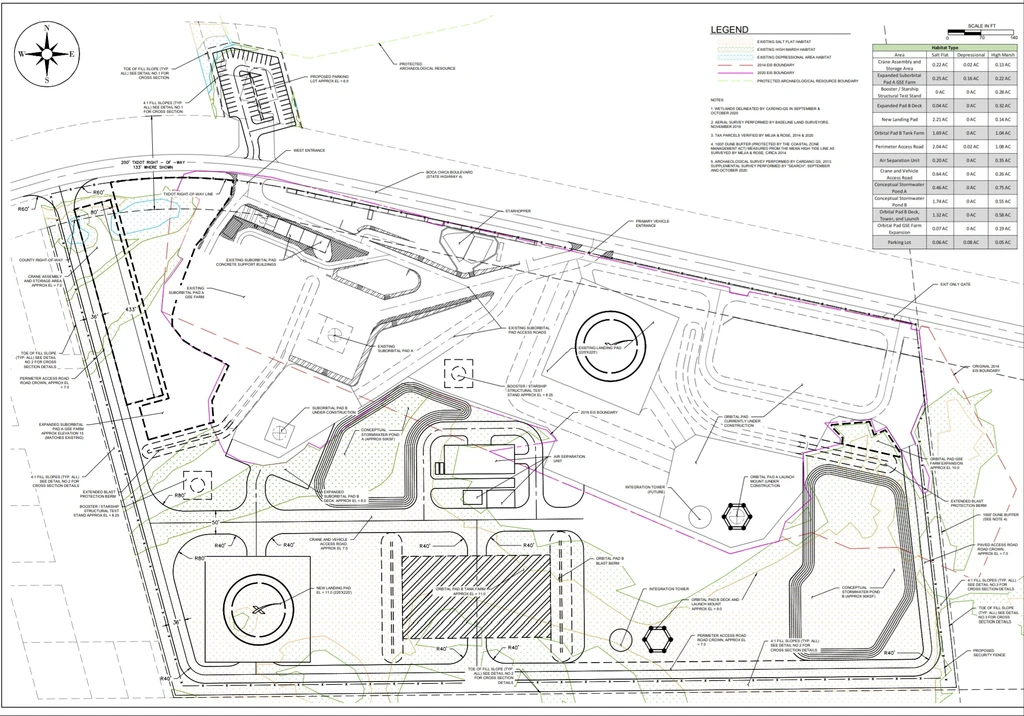 N
W
E
S
LEGEND
EXISTING SALT FLAT HABITAT
EXISTING HIGH MARSH HABITAT
EXISTING DEPRESSIONAL AREA HABITAT
2014 EIS BOUNDARY
2020 EIS BOUNDARY
PROTECTED ARCHAEOLOGICAL RESOURCE BOUNDARY
NOTES:
1. WETLANDS DELINEATED BY CARDNO-GS IN SEPTEMBER &
OCTOBER 2020
2. AERIAL SURVEY PERFORMED BY BASELINE LAND SURVEYORS,
NOVEMBER 2019
3. TAX PARCELS VERIFIED BY MEJIA & ROSE, 2014 & 2020
4. 1000' DUNE BUFFER (PROTECTED BY THE COASTAL ZONE
MANAGEMENT ACT) MEASURED FROM THE MEAN HIGH TIDE LINE AS
SURVEYED BY MEJIA & ROSE, CIRCA 2014
5. ARCHAEOLOGICAL SURVEY PERFORMED BY CARDNO GS, 2013.
SUPPLEMENTAL SURVEY PERFORMED BY "SEARCH", SEPTEMBER
AND OCTOBER 2020
SCALE IN FT
0 70 140
Habitat Type
Area Salt Flat Depressional High Marsh
Crane Assembly and
Storage Area 0.22 AC 0.02 AC 0.13 AC
Expanded Suborbital
Pad A GSE Farm 0.25 AC 0.16 AC 0.22 AC
Booster / Starship
Structural Test Stand 0 AC 0 AC 0.28 AC
Expanded Pad B Deck 0.04 AC 0 AC 0.32 AC
New Landing Pad 2.21 AC 0 AC 0.14 AC
Orbital Pad B Tank Farm 1.69 AC 0 AC 1.04 AC
Perimeter Access Road 2.04 AC 0.02 AC 1.08 AC
Air Separation Unit 0.20 AC 0 AC 0.35 AC
Crane and Vehicle
Access Road 0.64 AC 0 AC 0.26 AC
Conceptual Stormwater
Pond A 0.46 AC 0 AC 0.75 AC
Conceptual Stormwater
Pond B 1.74 AC 0 AC 0.55 AC
Orbital Pad B Deck,
Tower, and Launch 1.32 AC 0 AC 0.58 AC
Orbital Pad GSE Farm
Expansion 0.07 AC 0 AC 0.19 AC
Parking Lot 0.06 AC 0.08 AC 0.05 AC
TOE OF FILL SLOPE (TYP.
ALL) SEE DETAIL NO.1 FOR
CROSS SECTION
PROPOSED PARKING
LOT APPROX EL = 6.0
PROTECTED
ARCHAEOLOGICAL RESOURCE
4:1 FILL SLOPES (TYP.
ALL) SEE DETAIL NO.1
FOR CROSS SECTION
WEST ENTRANCE
200' TXDOT RIGHT - OF - WAY
133' WHERE SHOWN
BOCA CHICA BOULEVARD
(STATE HIGHWAY 4)
TXDOT RIGHT-OF-WAY LINE
R60'
R60'
80'
STARHOPPER
PRIMARY VEHICLE
ENTRANCE
COUNTY RIGHT-OF-WAY
EXISTING SUBORBITAL PAD
CONCRETE SUPPORT BUILDINGS
CRANE ASSEMBLY
AND STORAGE AREA
APPROX EL = 7.0
EXISTING
SUBORBITAL PAD A
GSE FARM
EXIT ONLY GATE
36'
433'
EXISTING SUBORBITAL
PAD ACCESS ROADS
EXISTING
SUBORBITAL PAD A
EXISTING LANDING PAD
(225'X225')
TOE OF FILL SLOPE
(TYP. ALL) SEE DETAIL
NO.2 FOR CROSS
SECTION DETAILS
ORIGINAL 2014
EIS BOUNDARY
PERIMETER ACCESS ROAD
ROAD CROWN, APPROX EL
= 7.0
BOOSTER / STARSHIP
STRUCTURAL TEST
STAND APPROX EL = 8.25
SUBORBITAL PAD B
UNDER CONSTRUCTION
2019 EIS BOUNDARY
ORBITAL PAD
CURRENTLY UNDER
CONSTRUCTION
EXPANDED SUBORBITAL
PAD A GSE FARM
APPROX ELEVATION 13
(MATCHES EXISTING)
CONCEPTUAL
STORMWATER POND
A (APPROX 50KSF)
AIR SEPARATION
UNIT
ORBITAL PAD GSE
FARM EXPANSION
APPROX EL 10.0
4:1 FILL SLOPES (TYP.
ALL) SEE DETAIL NO.2
FOR CROSS
SECTION DETAILS
EXTENDED BLAST
PROTECTION BERM
R80'
EXPANDED
SUBORBITAL PAD B
DECK, APPROX EL = 9.0
INTEGRATION TOWER
(FUTURE)
ORBITAL PAD A LAUNCH
MOUNT (UNDER
CONSTRUCTION
EXTENDED BLAST
PROTECTION BERM
BOOSTER / STARSHIP
STRUCTURAL TEST
STAND APPROX EL = 8.25
1000' DUNE BUFFER
(SEE NOTE 4)
50'
CRANE AND VEHICLE
ACCESS ROAD
APPROX EL 7.0
R40'
R40'
R40'
R40'
R80'
PAVED ACCESS ROAD
ROAD CROWN,
APPROX EL = 7.0
ORBITAL PAD B
BLAST BERM
NEW LANDING PAD
EL = 11.0 (225'X225')
ORBITAL PAD B TANK FARM
APPROX EL = 11.0
INTEGRATION TOWER
4:1 FILL SLOPES (TYP. ALL)
SEE DETAIL NO.3 FOR
CROSS SECTION DETAILS
CONCEPTUAL
STORMWATER POND
B (APPROX 90KSF)
ORBITAL PAD B DECK AND
LAUNCH MOUNT
APPROX EL = 9.0
TOE OF FILL SLOPE
(TYP. ALL) SEE DETAIL
NO.3 FOR CROSS
SECTION DETAILS
36'
PERIMETER ACCESS ROAD
ROAD CROWN, APPROX EL
= 7.0
4:1 FILL SLOPES (TYP. ALL)
SEE DETAIL NO.2 FOR
CROSS SECTION DETAILS
R40'
R40'
R40'
PROPOSED
SECURITY FENCE
R40'
TOE OF FILL SLOPE (TYP.
ALL) SEE DETAIL NO.2
FOR CROSS SECTION
DETAILS